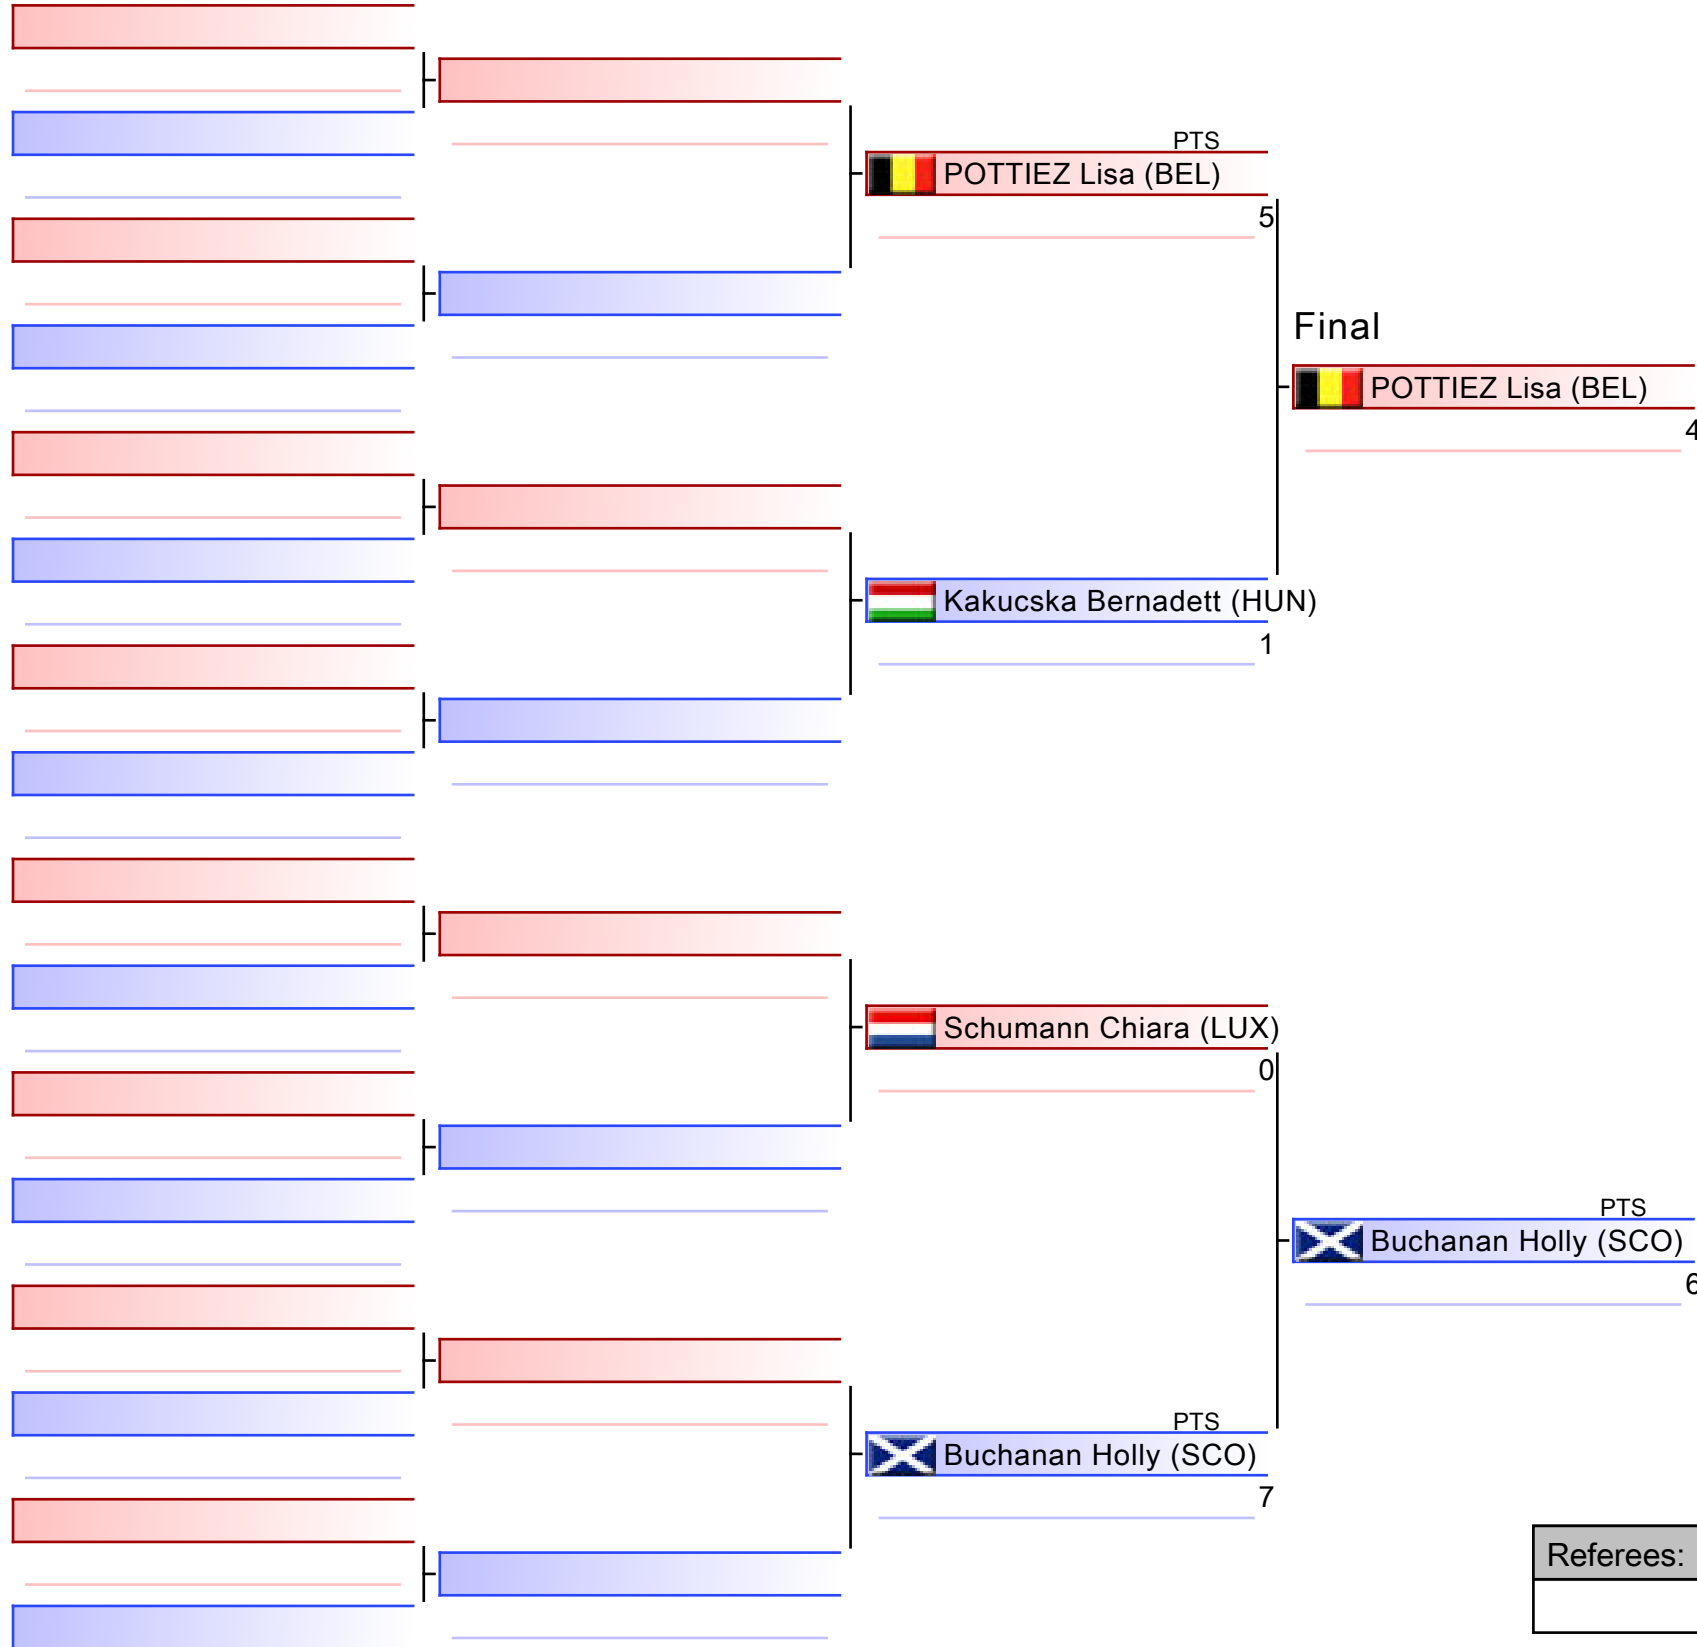 PTS
POTTIEZ Lisa (BEL)
5
Final
POTTIEZ Lisa (BEL)
4
Kakucska Bernadett (HUN)
1
Schumann Chiara (LUX)
0
PTS
Buchanan Holly (SCO)
6
PTS
Buchanan Holly (SCO)
7
Referees: